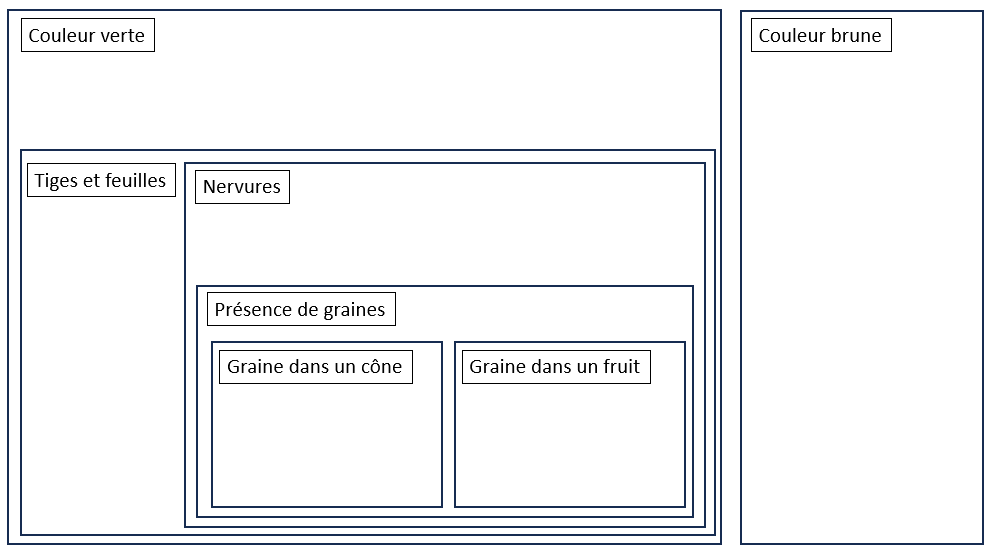 Couleur verte
Couleur brune
Tiges et feuilles
Nervures
Présence de graines
Graine dans un cône
Graine dans un fruit